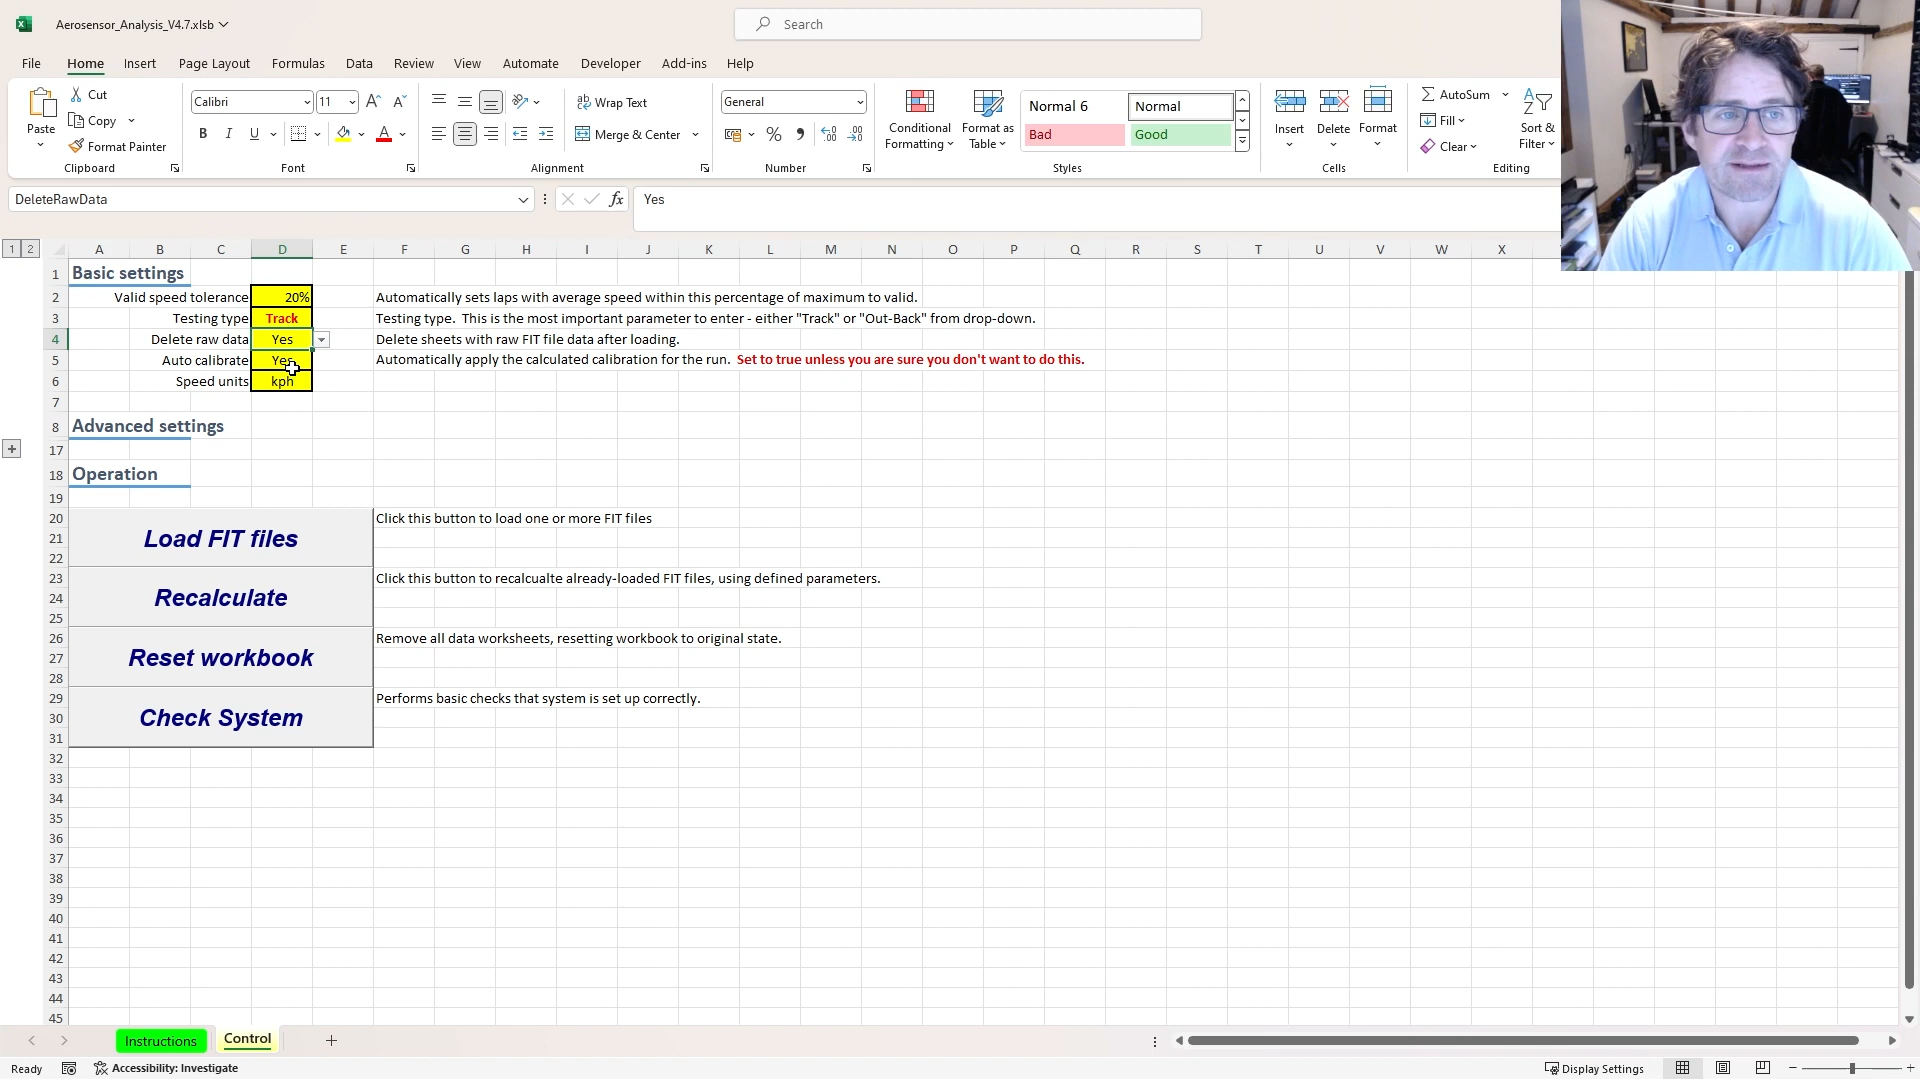 Aerosensor_Analysis_V4.7.xlsb
Search
File Home Insert Page Layout Formulas Data Review View Automate Developer Add-ins Help
Paste
Cut
Copy
Format Painter
Clipboard
Calibri 11
B I U
Font
Wrap Text
Merge & Center
Alignment
General
Number
Conditional Formatting
Format as Table
Normal 6 Normal
Bad Good
Styles
Insert Delete Format
Cells
AutoSum
Fill
Clear
Sort & Filter
Editing
DeleteRawData
fx Yes
1 2
A B C D E F G H I J K L M N O P Q R S T U V W X
1 Basic settings
2 Valid speed tolerance 20% Automatically sets laps with average speed within this percentage of maximum to valid.
3 Testing type Track Testing type. This is the most important parameter to enter - either "Track" or "Out-Back" from drop-down.
4 Delete raw data Yes Delete sheets with raw FIT file data after loading.
5 Auto calibrate Yes Automatically apply the calculated calibration for the run. Set to true unless you are sure you don't want to do this.
6 Speed units kph
7
8 Advanced settings
17
18 Operation
19
20 Click this button to load one or more FIT files
21 Load FIT files
22
23 Click this button to recalcualte already-loaded FIT files, using defined parameters.
24 Recalculate
25
26 Remove all data worksheets, resetting workbook to original state.
27 Reset workbook
28
29 Performs basic checks that system is set up correctly.
30 Check System
31
32
33
34
35
36
37
38
39
40
41
42
43
44
45
Instructions Control
Ready Accessibility: Investigate Display Settings